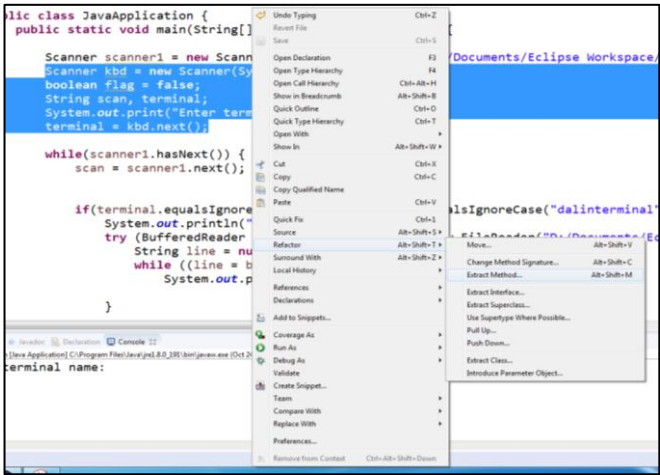 blic class JavaApplication {
public static void main(String[] {
Scanner scanner1 = new Scann /Documents/Eclipse Workspace/
Scanner kbd = new Scanner(Sy
boolean flag = false;
String scan, terminal;
System.out.print("Enter term
terminal = kbd.next();
while(scanner1.hasNext()) {
scan = scanner1.next();
if(terminal.equalsIgnore alsIgnoreCase("dalinterminal"
System.out.println("
try (BufferedReader FileReader("D:/Documents/Ec
String line = nu
while ((line = b
System.out.p
}
Javadoc Declaration Console
[Java Application] C:\Program Files\Java\jre1.8.0_191\bin\javaw.exe (Oct 24
terminal name:
Undo Typing Ctrl+Z
Revert File
Save Ctrl+S
Open Declaration F3
Open Type Hierarchy F4
Open Call Hierarchy Ctrl+Alt+H
Show in Breadcrumb Alt+Shift+B
Quick Outline Ctrl+O
Quick Type Hierarchy Ctrl+T
Open With
Show In Alt+Shift+W
Cut Ctrl+X
Copy Ctrl+C
Copy Qualified Name
Paste Ctrl+V
Quick Fix Ctrl+1
Source Alt+Shift+S
Refactor Alt+Shift+T
Surround With Alt+Shift+Z
Local History
References
Declarations
Add to Snippets...
Coverage As
Run As
Debug As
Validate
Create Snippet...
Team
Compare With
Replace With
Preferences...
Remove from Context Ctrl+Alt+Shift+Down
Move... Alt+Shift+V
Change Method Signature... Alt+Shift+C
Extract Method... Alt+Shift+M
Extract Interface...
Extract Superclass...
Use Supertype Where Possible...
Pull Up...
Push Down...
Extract Class...
Introduce Parameter Object...